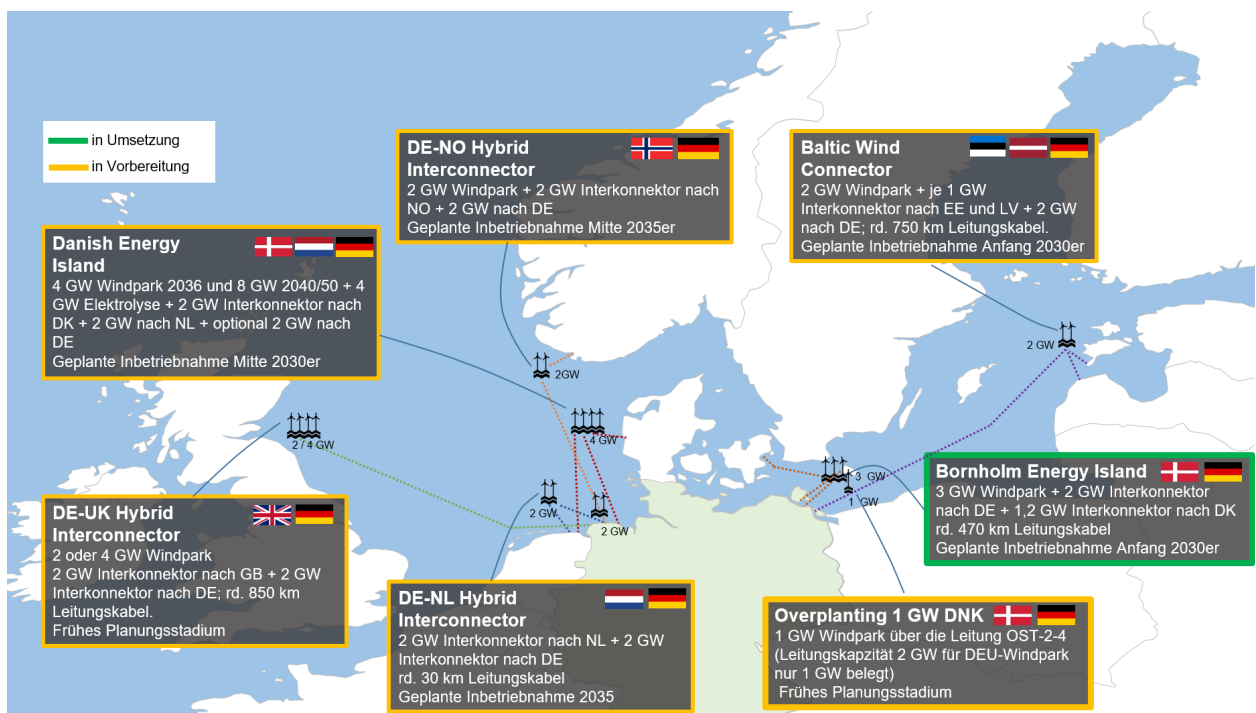 in Umsetzung
in Vorbereitung
DE-NO Hybrid
Interconnector
2 GW Windpark + 2 GW Interkonnektor nach
NO + 2 GW nach DE
Geplante Inbetriebnahme Mitte 2035er
Baltic Wind
Connector
2 GW Windpark + je 1 GW
Interkonnektor nach EE und LV + 2 GW
nach DE; rd. 750 km Leitungskabel.
Geplante Inbetriebnahme Anfang 2030er
Danish Energy
Island
4 GW Windpark 2036 und 8 GW 2040/50 + 4
GW Elektrolyse + 2 GW Interkonnektor nach
DK + 2 GW nach NL + optional 2 GW nach
DE
Geplante Inbetriebnahme Mitte 2030er
2GW
2 GW
4 GW
2 / 4 GW
3 GW
1 GW
2 GW
2 GW
Bornholm Energy Island
3 GW Windpark + 2 GW Interkonnektor
nach DE + 1,2 GW Interkonnektor nach DK
rd. 470 km Leitungskabel
Geplante Inbetriebnahme Anfang 2030er
DE-UK Hybrid
Interconnector
2 oder 4 GW Windpark
2 GW Interkonnektor nach GB + 2 GW
Interkonnektor nach DE; rd. 850 km
Leitungskabel.
Frühes Planungsstadium
DE-NL Hybrid
Interconnector
2 GW Interkonnektor nach NL + 2 GW
Interkonnektor nach DE
rd. 30 km Leitungskabel
Geplante Inbetriebnahme 2035
Overplanting 1 GW DNK
1 GW Windpark über die Leitung OST-2-4
(Leitungskapzität 2 GW für DEU-Windpark
nur 1 GW belegt)
Frühes Planungsstadium